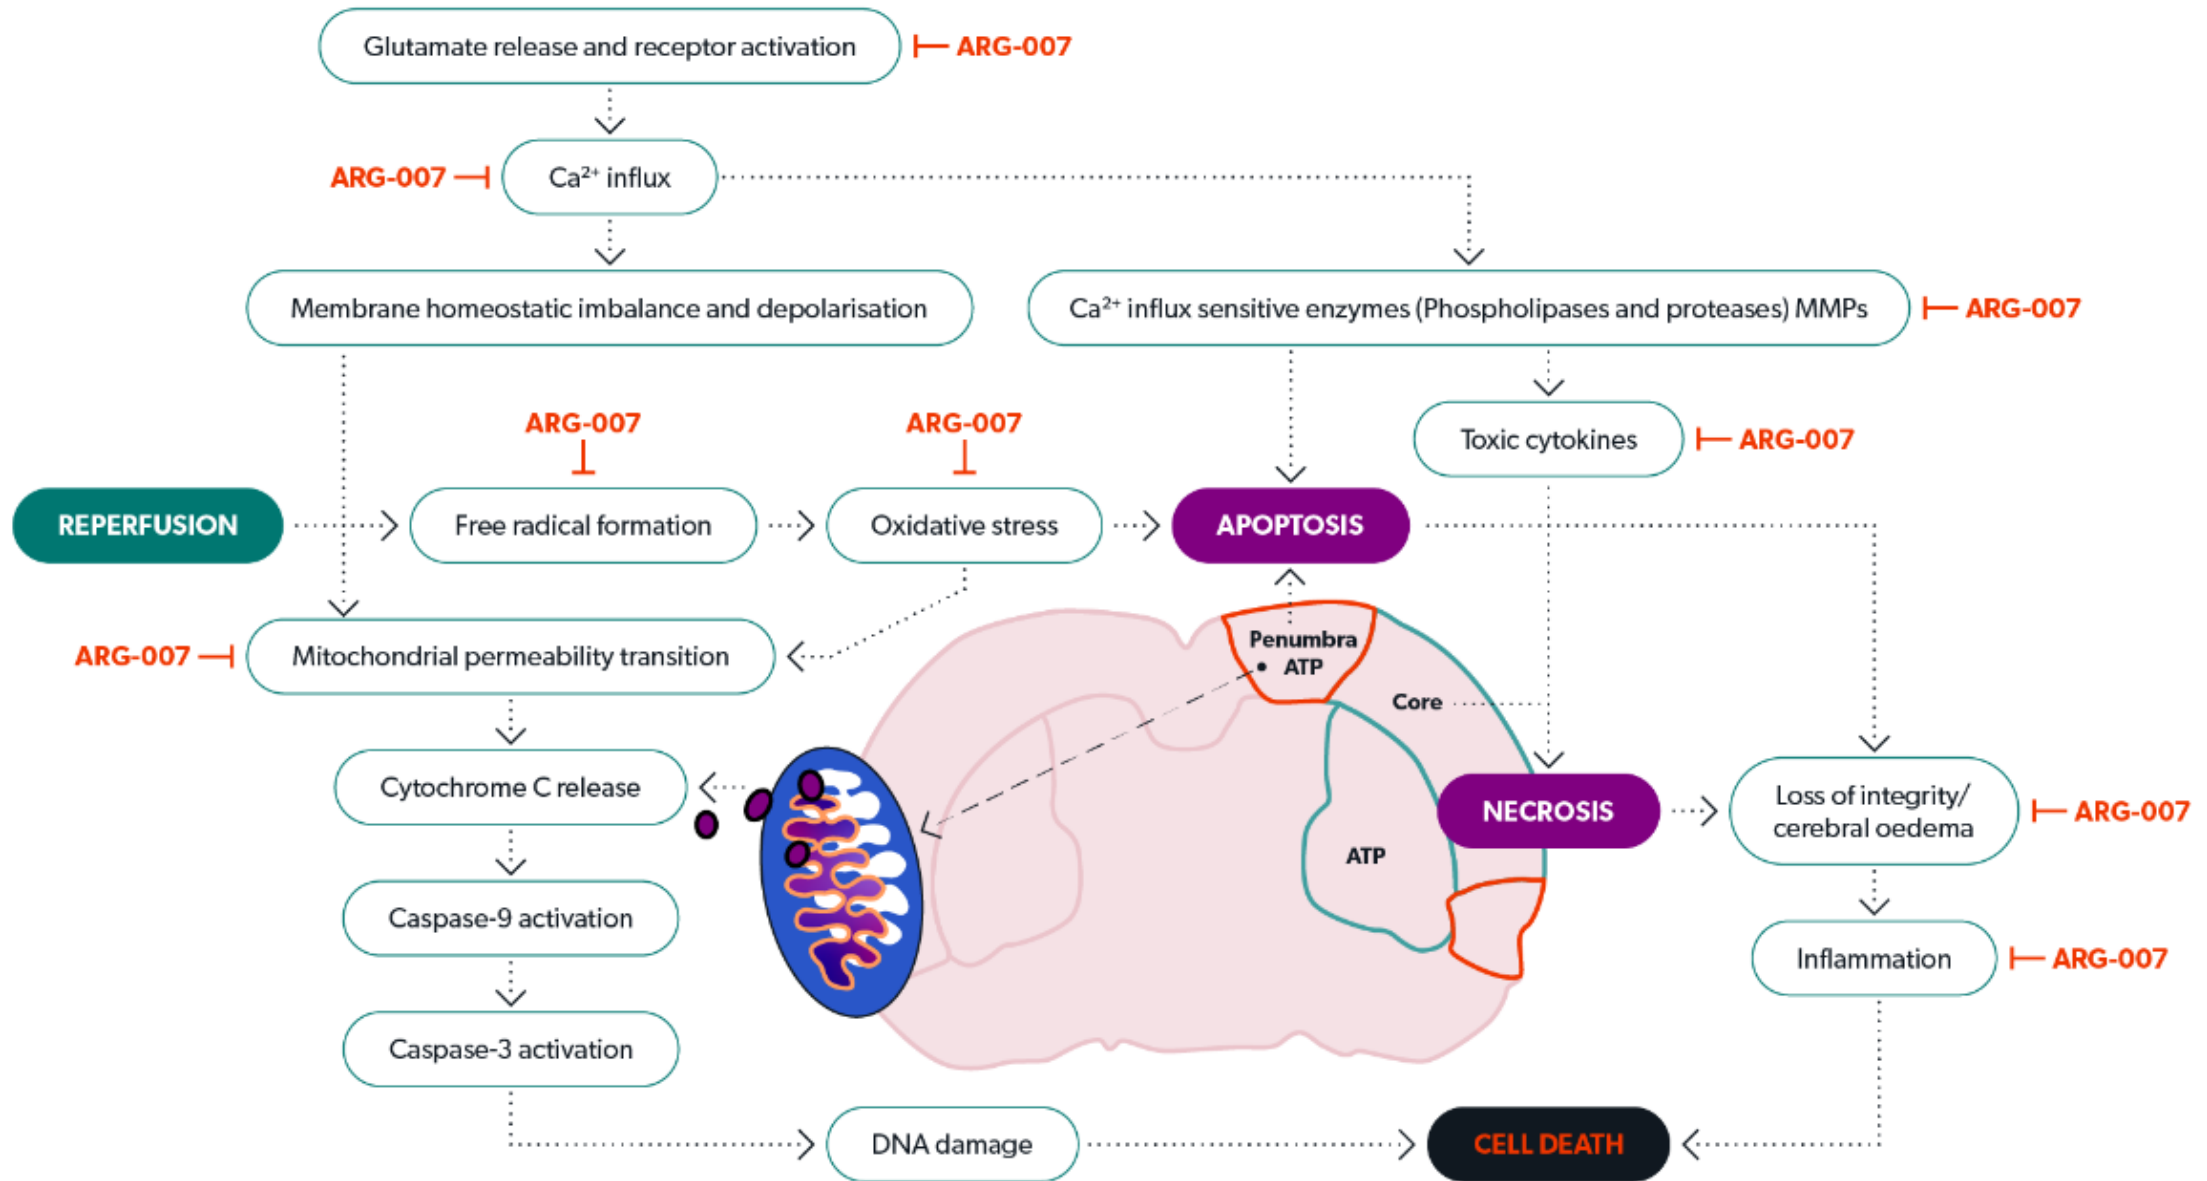 Glutamate release and receptor activation
ARG-007
ARG-007
Ca²⁺ influx
Membrane homeostatic imbalance and depolarisation
Ca²⁺ influx sensitive enzymes (Phospholipases and proteases) MMPs
ARG-007
ARG-007
ARG-007
Toxic cytokines
ARG-007
REPERFUSION
Free radical formation
Oxidative stress
APOPTOSIS
ARG-007
Mitochondrial permeability transition
Penumbra
ATP
Core
Cytochrome C release
NECROSIS
Loss of integrity/
cerebral oedema
ARG-007
ATP
Caspase-9 activation
Inflammation
ARG-007
Caspase-3 activation
DNA damage
CELL DEATH